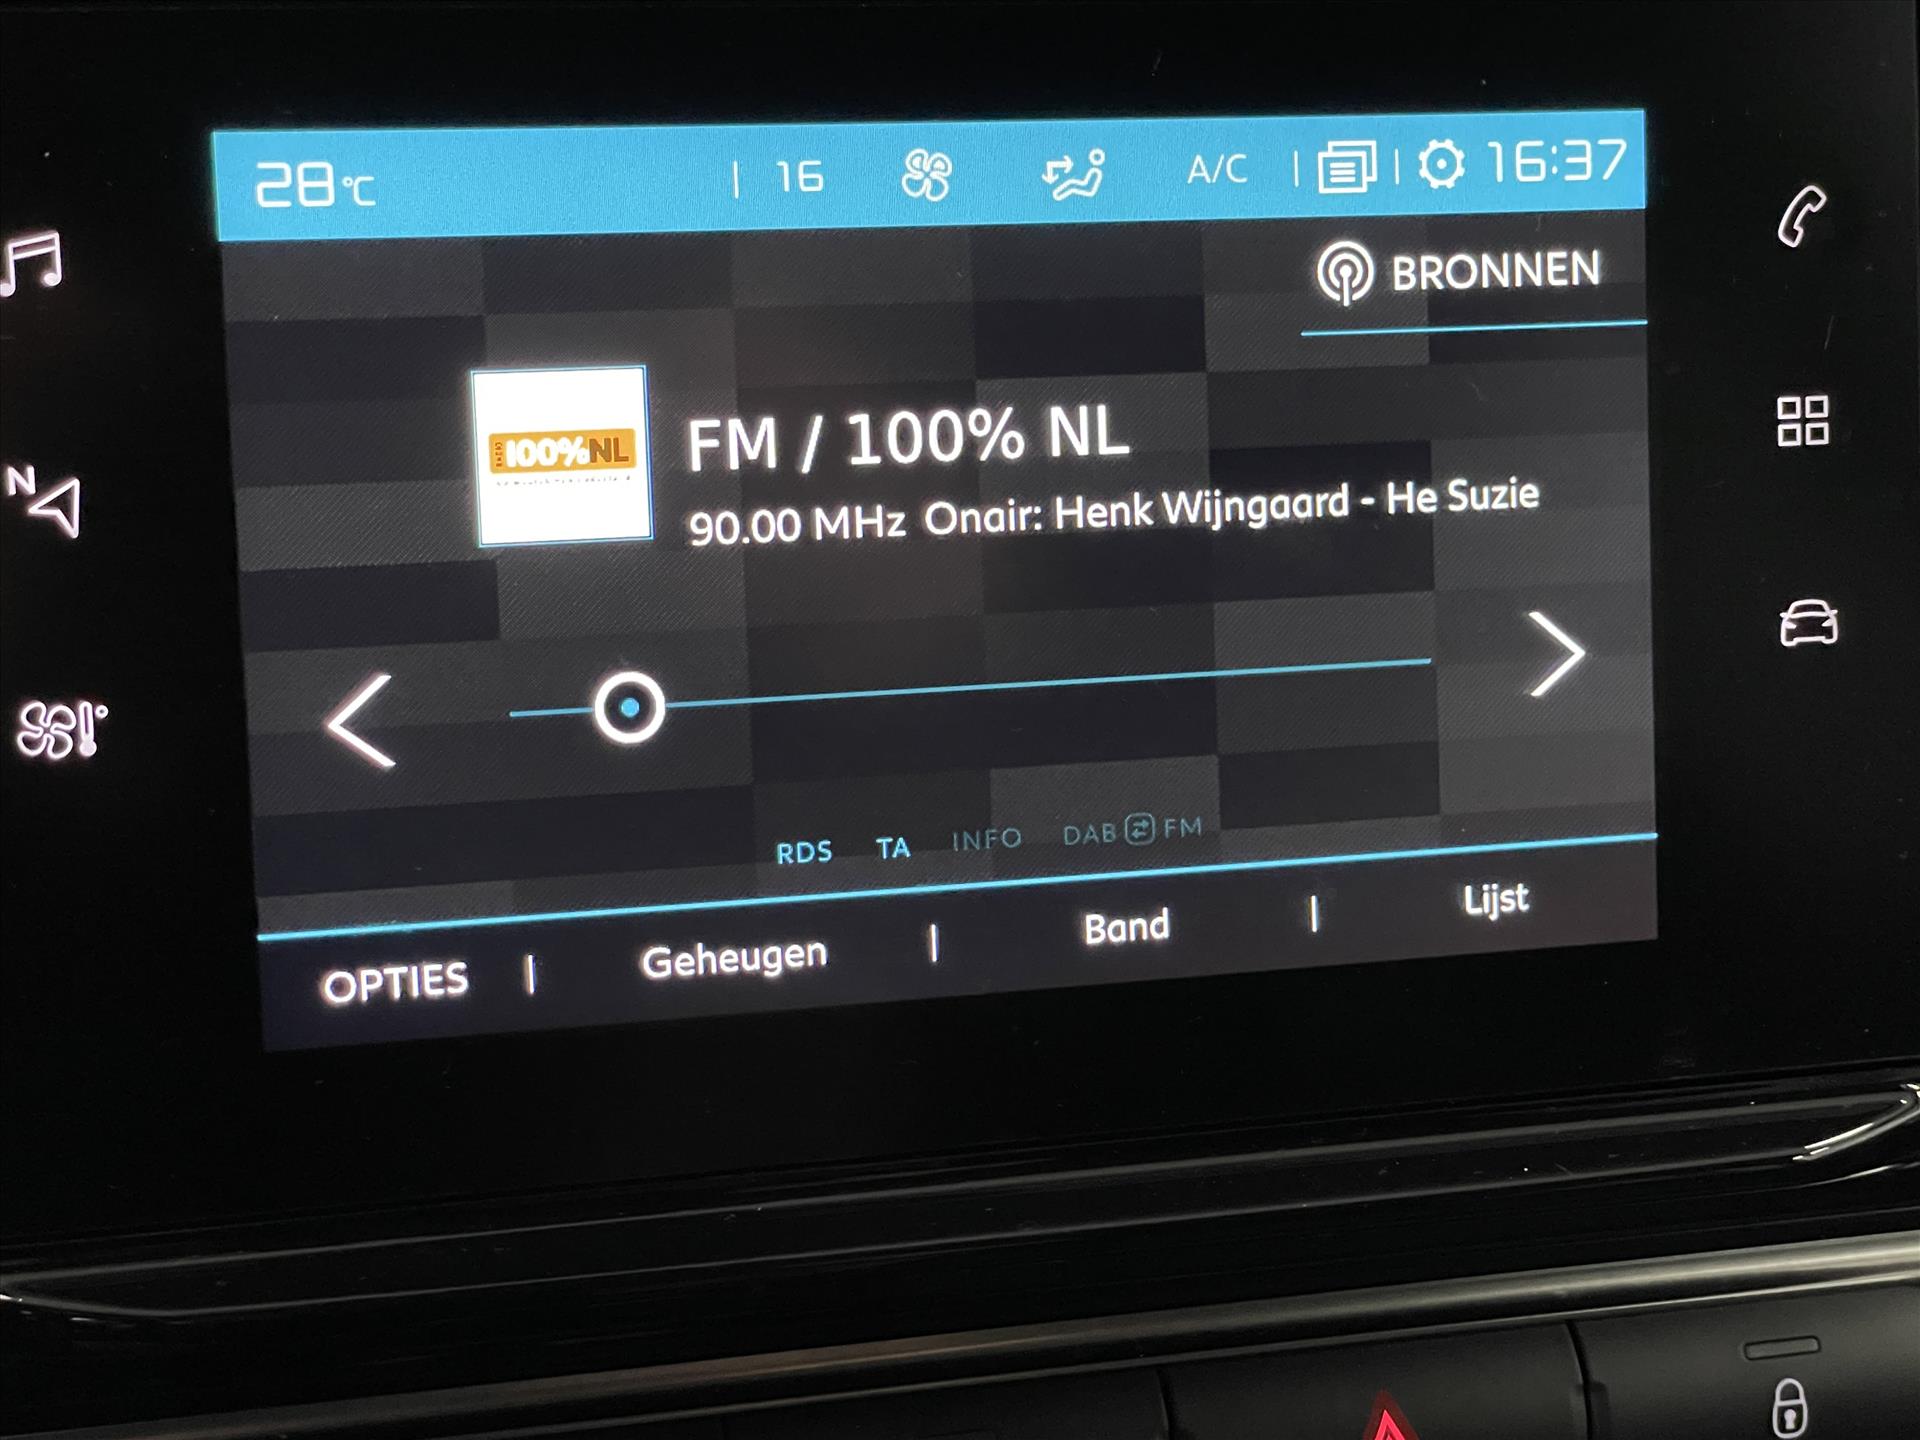 28°C | 16 A/C | | 16:37
BRONNEN
100%NL
FM / 100% NL
90.00 MHz Onair: Henk Wijngaard - He Suzie
N
RDS TA INFO DAB FM
OPTIES | Geheugen | Band | Lijst